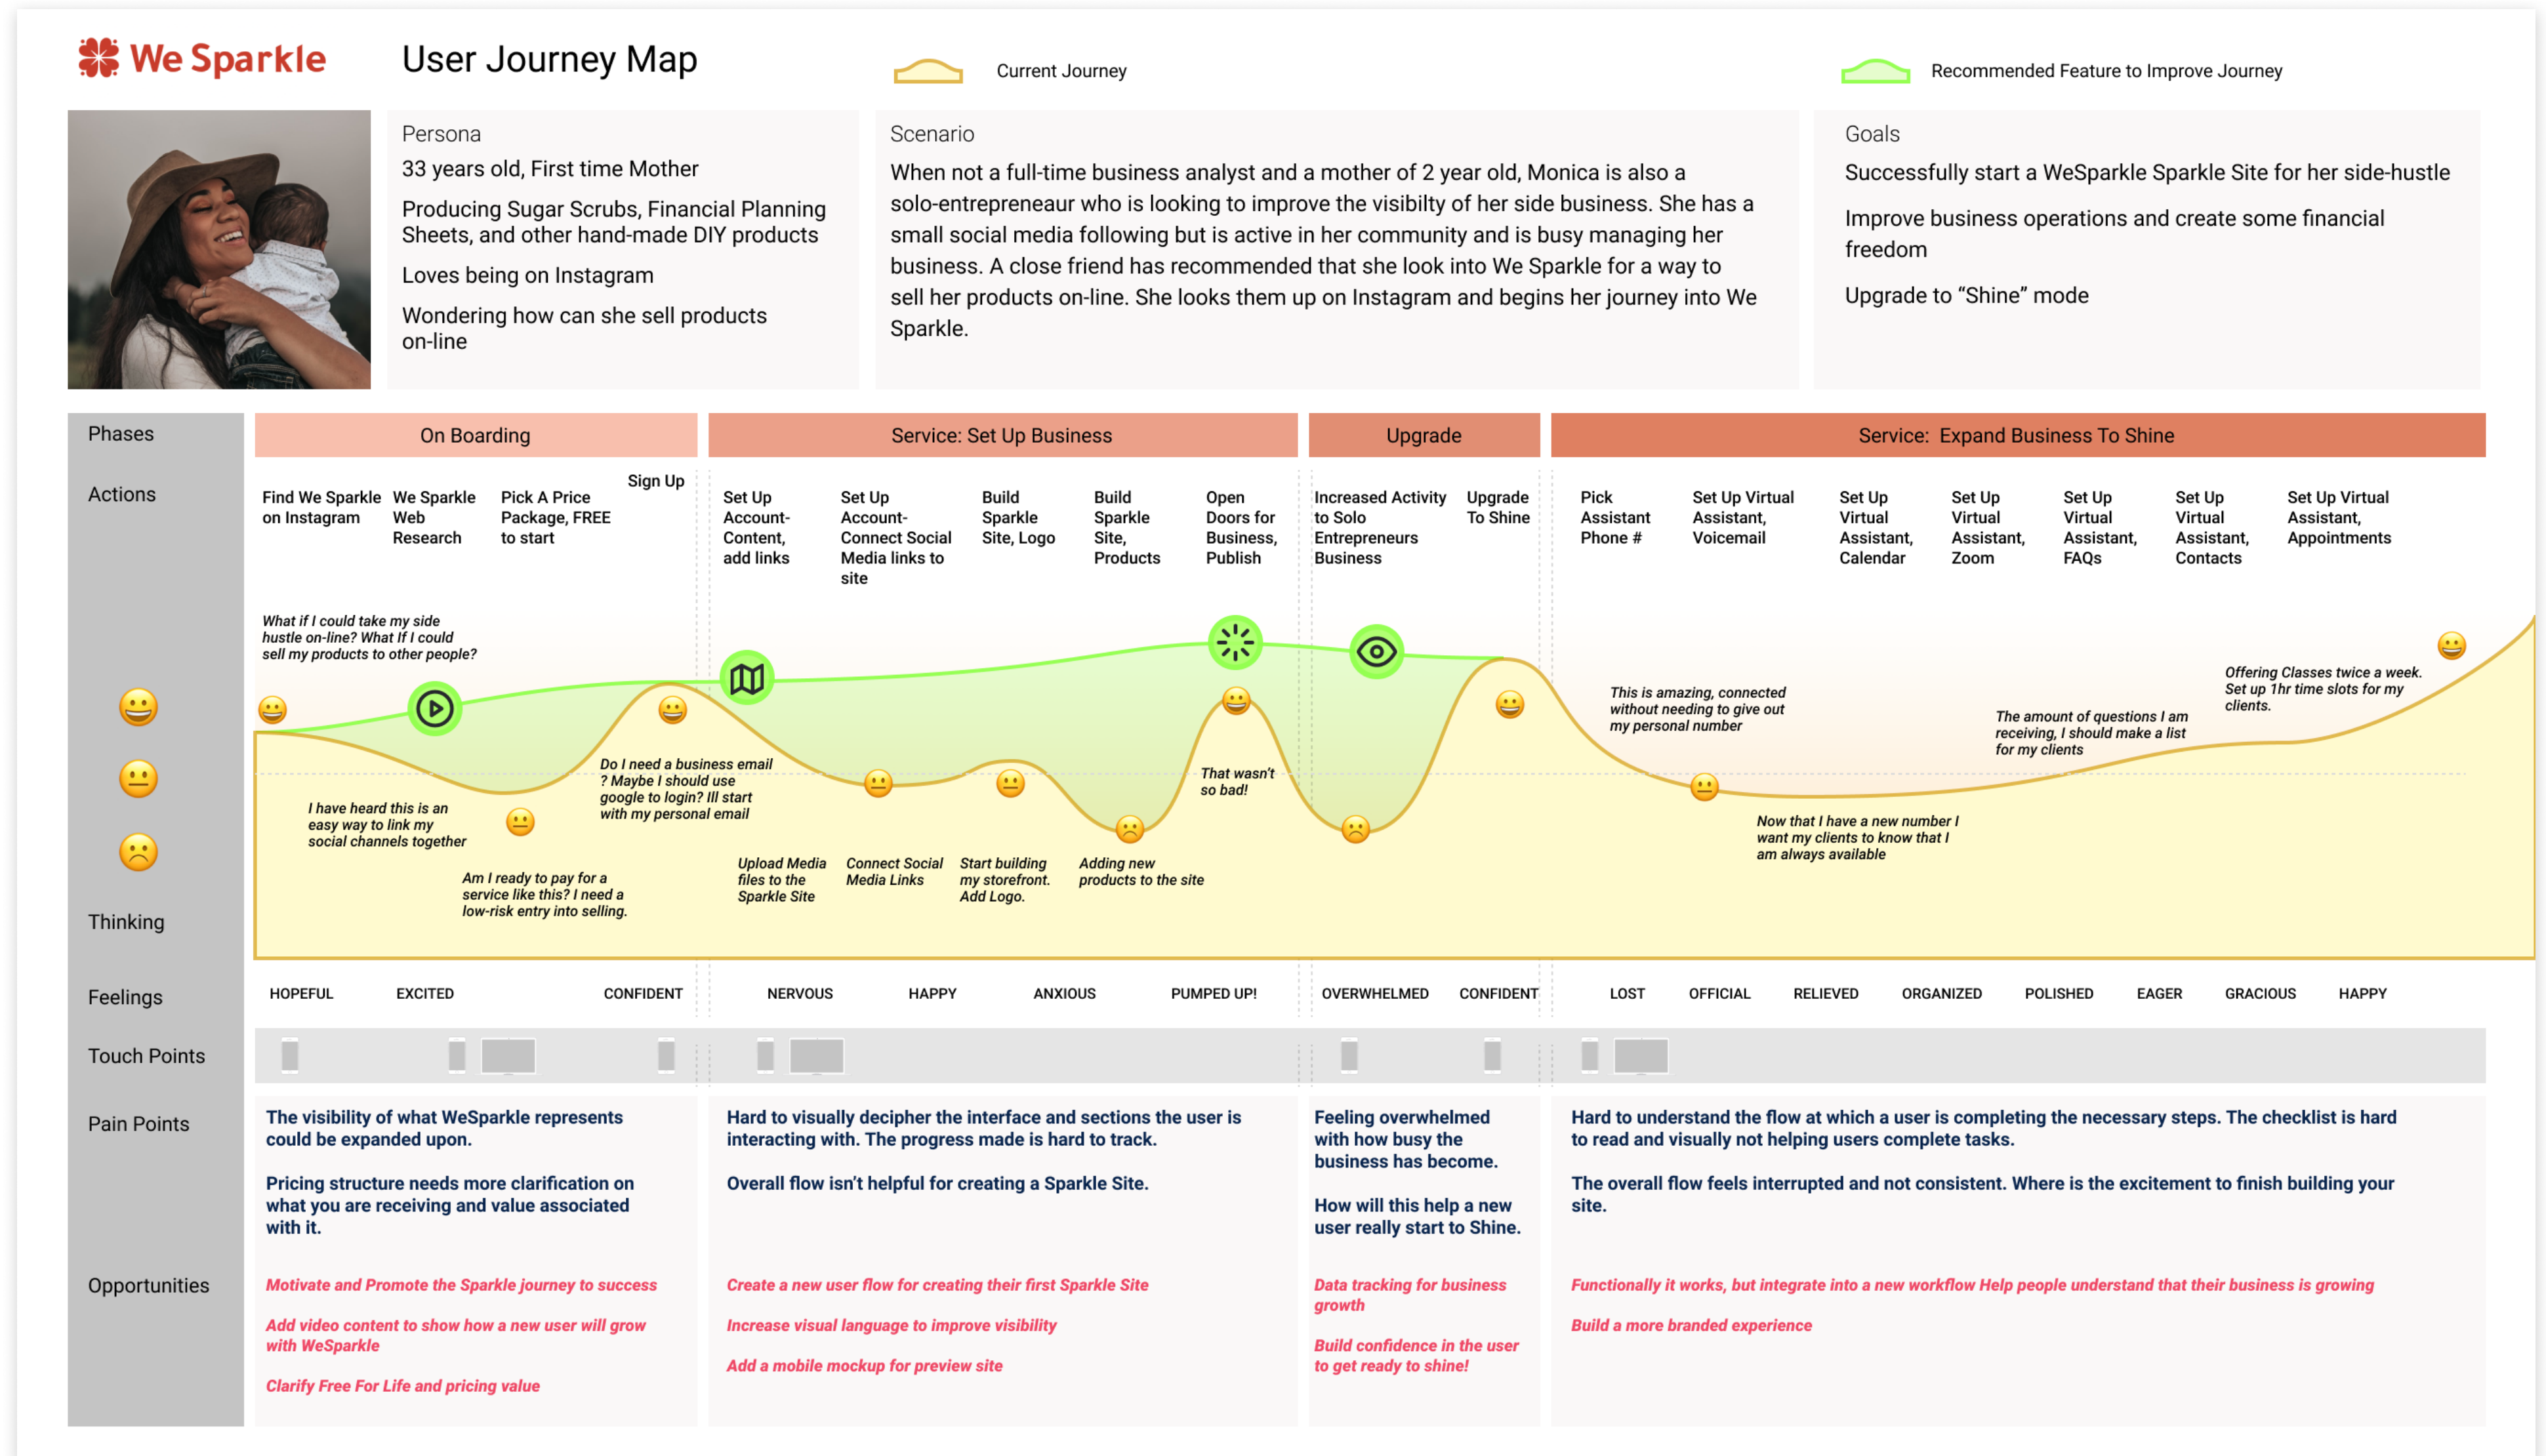 We Sparkle
User Journey Map
Current Journey
Recommended Feature to Improve Journey
Persona
33 years old, First time Mother
Producing Sugar Scrubs, Financial Planning
Sheets, and other hand-made DIY products
Loves being on Instagram
Wondering how can she sell products
on-line
Scenario
When not a full-time business analyst and a mother of 2 year old, Monica is also a
solo-entrepreneaur who is looking to improve the visibilty of her side business. She has a
small social media following but is active in her community and is busy managing her
business. A close friend has recommended that she look into We Sparkle for a way to
sell her products on-line. She looks them up on Instagram and begins her journey into We
Sparkle.
Goals
Successfully start a WeSparkle Sparkle Site for her side-hustle
Improve business operations and create some financial
freedom
Upgrade to “Shine” mode
Phases
On Boarding
Service: Set Up Business
Upgrade
Service: Expand Business To Shine
Actions
Find We Sparkle
on Instagram
We Sparkle
Web
Research
Pick A Price
Package, FREE
to start
Sign Up
Set Up
Account-
Content,
add links
Set Up
Account-
Connect Social
Media links to
site
Build
Sparkle
Site, Logo
Build
Sparkle
Site,
Products
Open
Doors for
Business,
Publish
Increased Activity
to Solo
Entrepreneurs
Business
Upgrade
To Shine
Pick
Assistant
Phone #
Set Up Virtual
Assistant,
Voicemail
Set Up
Virtual
Assistant,
Calendar
Set Up
Virtual
Assistant,
Zoom
Set Up
Virtual
Assistant,
FAQs
Set Up
Virtual
Assistant,
Contacts
Set Up Virtual
Assistant,
Appointments
Thinking
What if I could take my side
hustle on-line? What If I could
sell my products to other people?
I have heard this is an
easy way to link my
social channels together
Am I ready to pay for a
service like this? I need a
low-risk entry into selling.
Do I need a business email
? Maybe I should use
google to login? Ill start
with my personal email
Upload Media
files to the
Sparkle Site
Connect Social
Media Links
Start building
my storefront.
Add Logo.
Adding new
products to the site
That wasn’t
so bad!
This is amazing, connected
without needing to give out
my personal number
Now that I have a new number I
want my clients to know that I
am always available
The amount of questions I am
receiving, I should make a list
for my clients
Offering Classes twice a week.
Set up 1hr time slots for my
clients.
Feelings
HOPEFUL
EXCITED
CONFIDENT
NERVOUS
HAPPY
ANXIOUS
PUMPED UP!
OVERWHELMED
CONFIDENT
LOST
OFFICIAL
RELIEVED
ORGANIZED
POLISHED
EAGER
GRACIOUS
HAPPY
Touch Points
Pain Points
The visibility of what WeSparkle represents
could be expanded upon.
Pricing structure needs more clarification on
what you are receiving and value associated
with it.
Hard to visually decipher the interface and sections the user is
interacting with. The progress made is hard to track.
Overall flow isn’t helpful for creating a Sparkle Site.
Feeling overwhelmed
with how busy the
business has become.
How will this help a new
user really start to Shine.
Hard to understand the flow at which a user is completing the necessary steps. The checklist is hard
to read and visually not helping users complete tasks.
The overall flow feels interrupted and not consistent. Where is the excitement to finish building your
site.
Opportunities
Motivate and Promote the Sparkle journey to success
Add video content to show how a new user will grow
with WeSparkle
Clarify Free For Life and pricing value
Create a new user flow for creating their first Sparkle Site
Increase visual language to improve visibility
Add a mobile mockup for preview site
Data tracking for business
growth
Build confidence in the user
to get ready to shine!
Functionally it works, but integrate into a new workflow Help people understand that their business is growing
Build a more branded experience